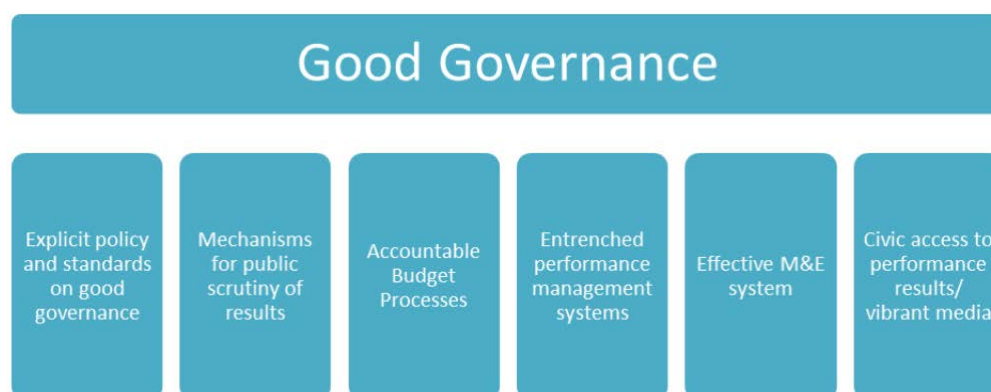 Good Governance
Explicit policy
and standards
on good
governance
Mechanisms
for public
scrutiny of
results
Accountable
Budget
Processes
Entrenched
performance
management
systems
Effective M&E
system
Civic access to
performance
results/
vibrant media